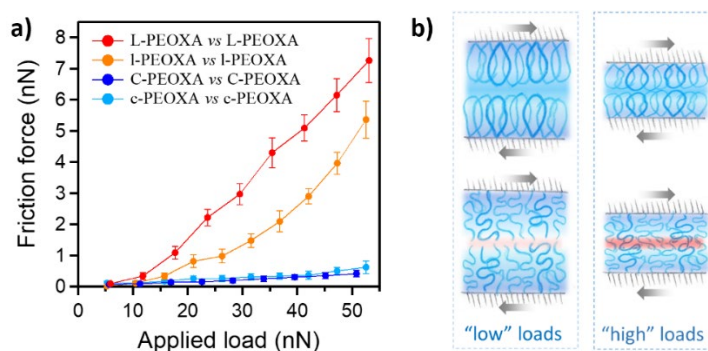 a)
Friction force (nN)
8
7
6
5
4
3
2
1
0
L-PEOXA vs L-PEOXA
l-PEOXA vs l-PEOXA
C-PEOXA vs C-PEOXA
c-PEOXA vs c-PEOXA
0 10 20 30 40 50
Applied load (nN)
b)
"low" loads
"high" loads